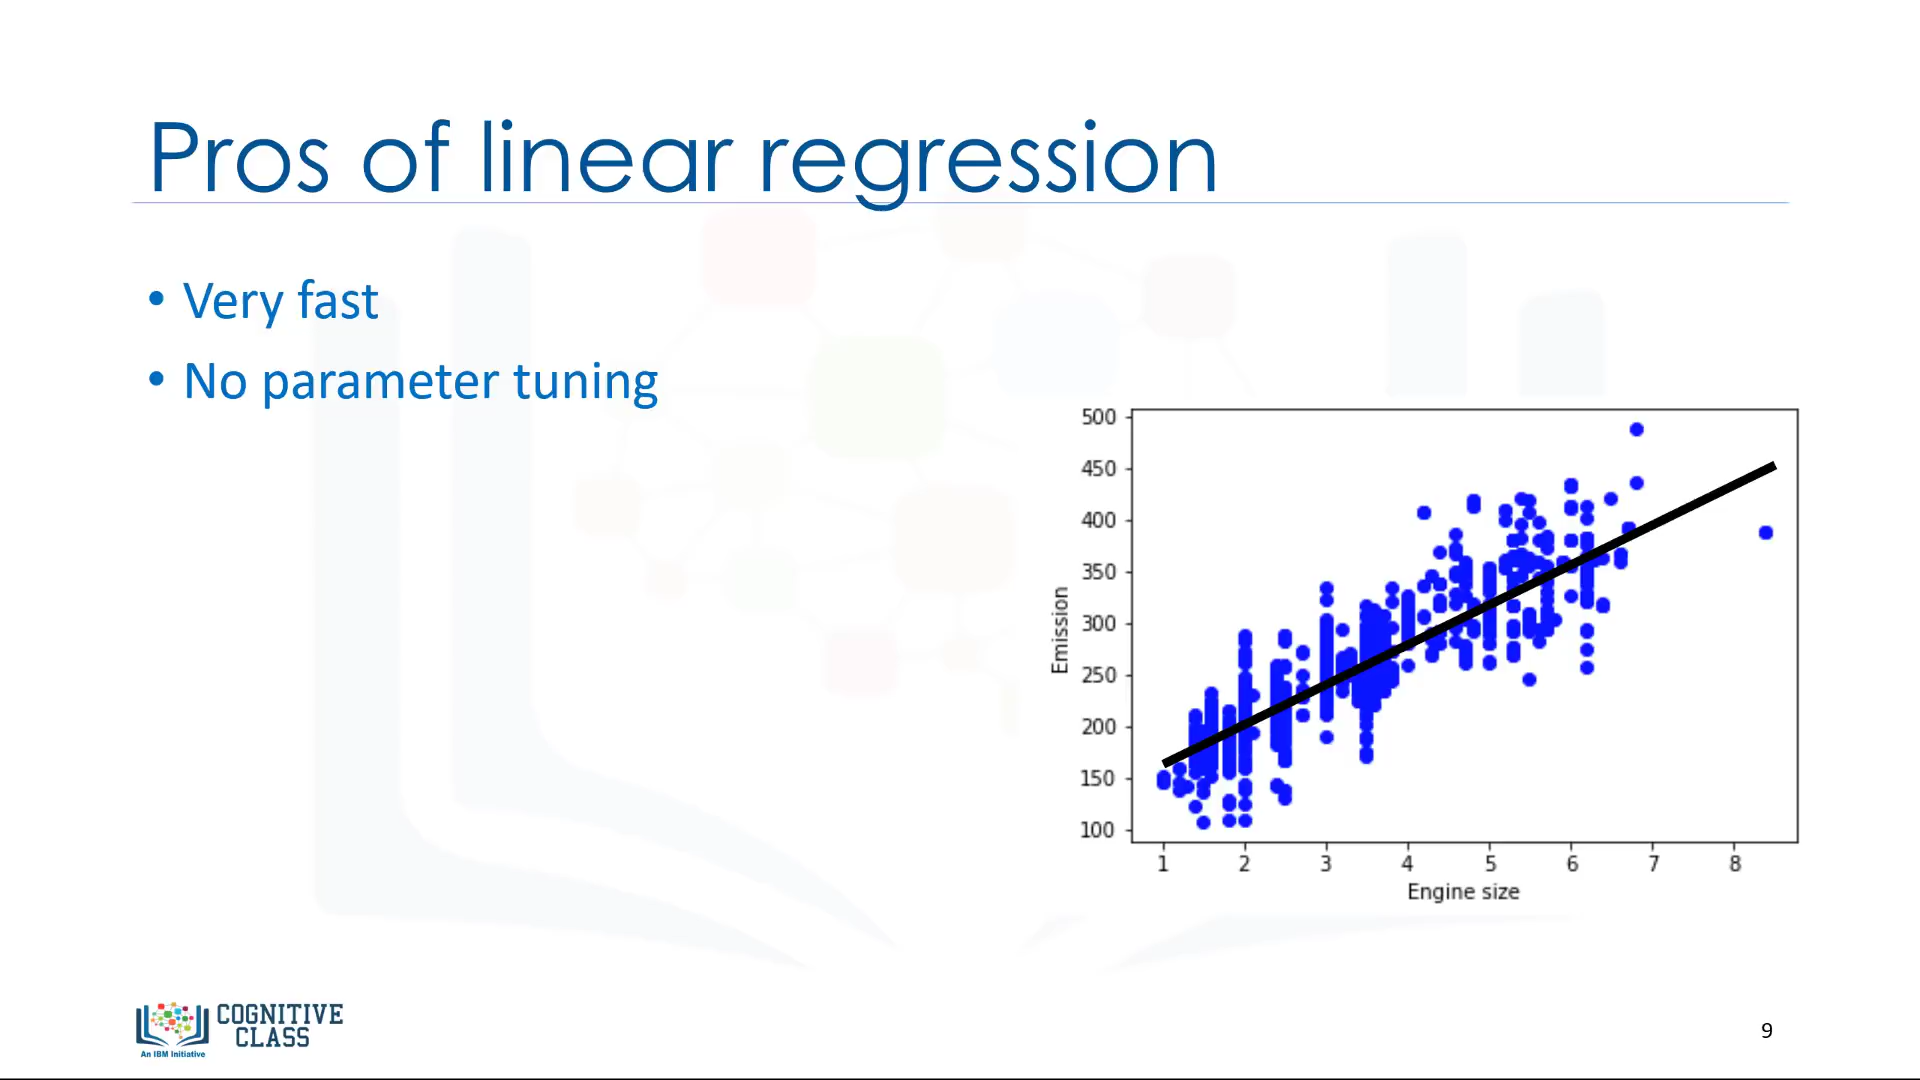 Pros of linear regression
• Very fast
• No parameter tuning
500
450
400
350
300
250
200
150
100
Emission
1 2 3 4 5 6 7 8
Engine size
COGNITIVE
CLASS
An IBM Initiative
9